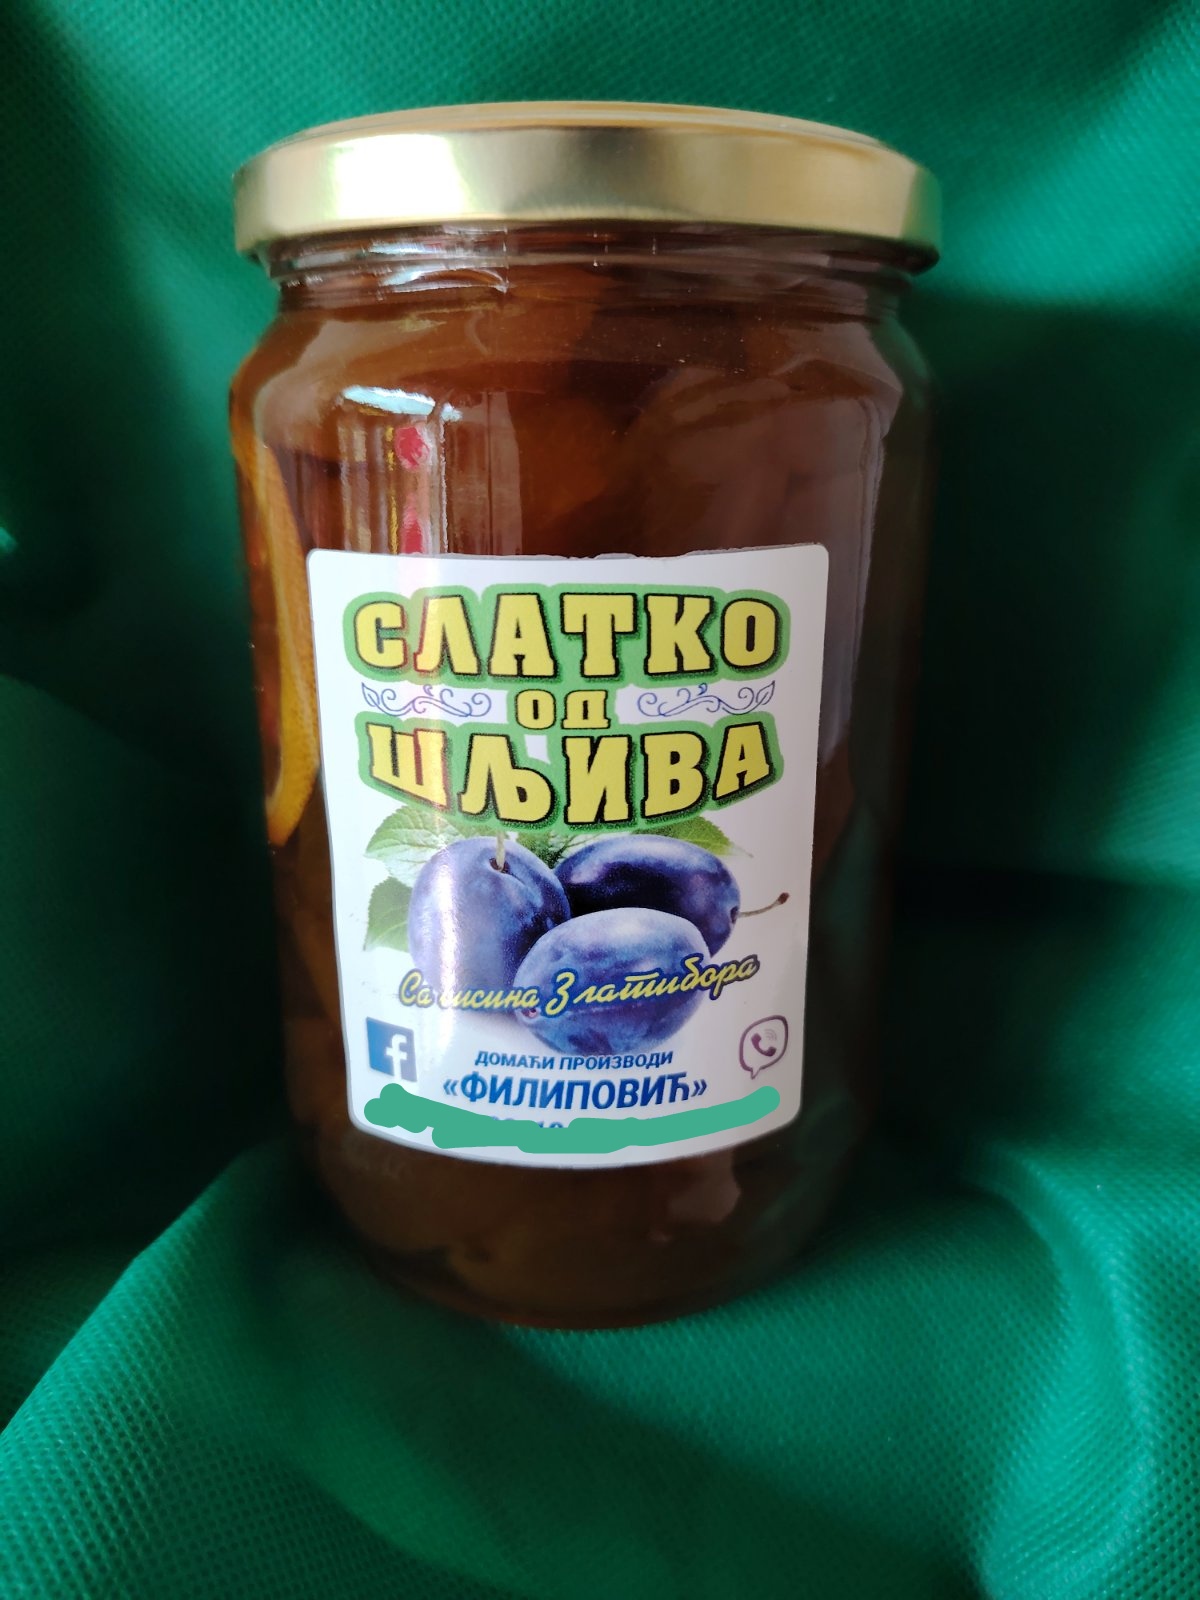 СЛАТКО
ОД
ШЉИВА
Са висина Златибора
ДОМАЋИ ПРОИЗВОДИ
«ФИЛИПОВИЋ»